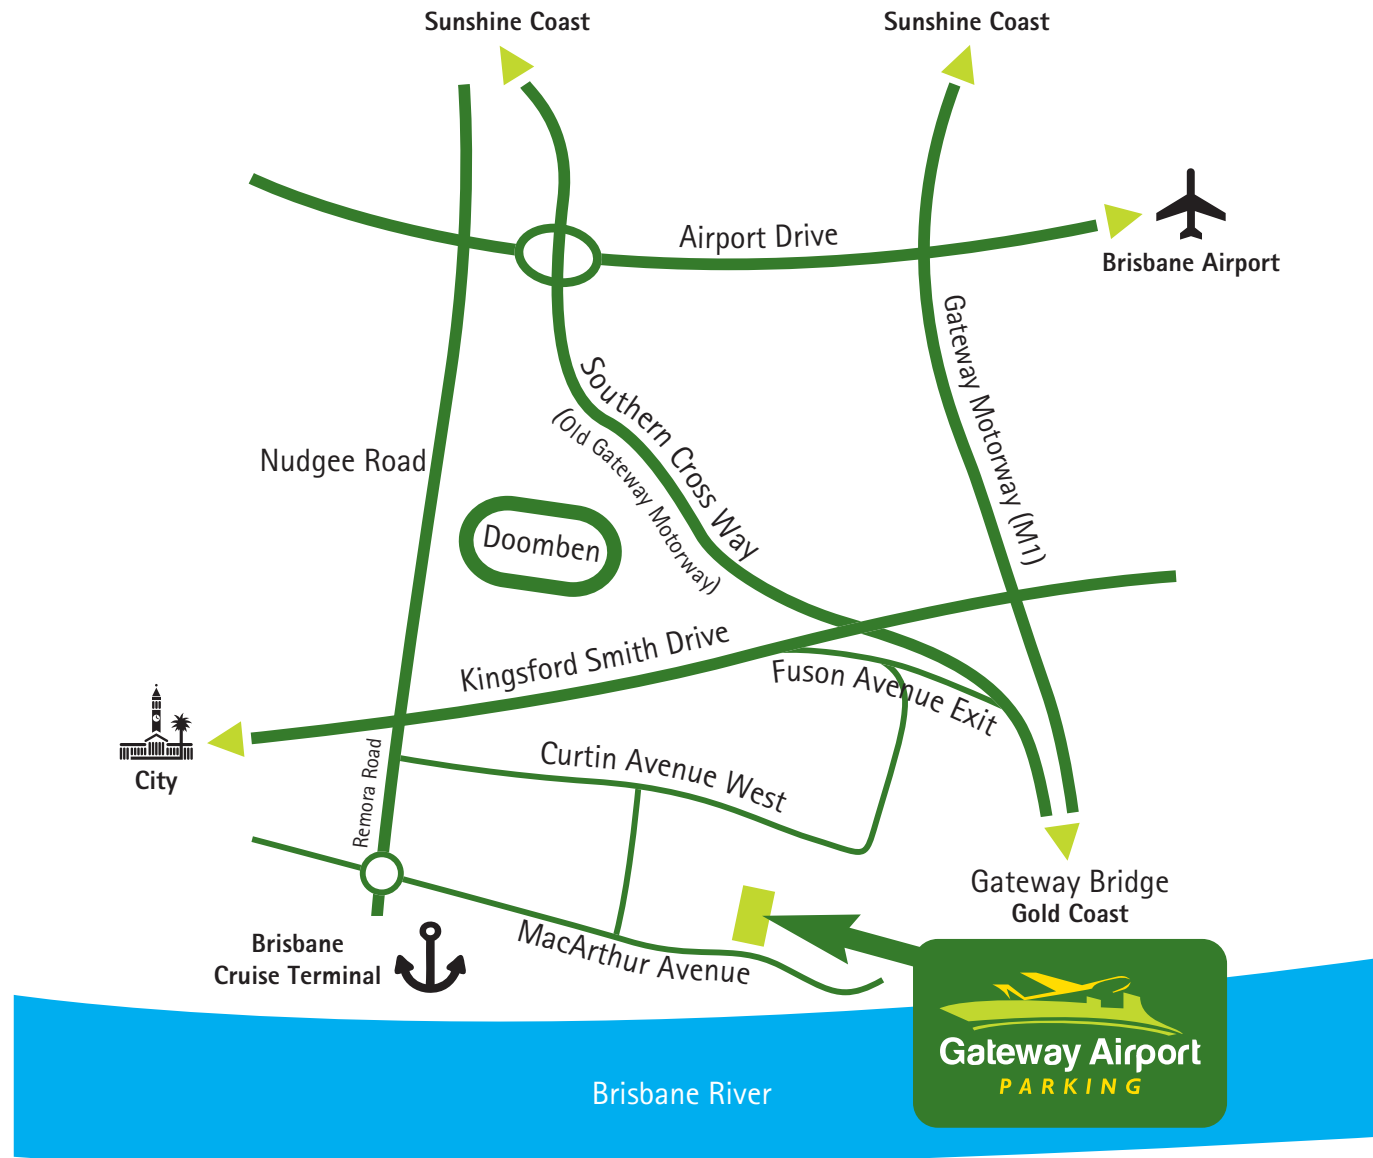 Sunshine Coast
Sunshine Coast
Airport Drive
Brisbane Airport
Gateway Motorway (M1)
Southern Cross Way
(Old Gateway Motorway)
Nudgee Road
Doomben
Kingsford Smith Drive
Fuson Avenue Exit
City
Remora Road
Curtin Avenue West
Gateway Bridge
Gold Coast
MacArthur Avenue
Brisbane
Cruise Terminal
Gateway Airport
PARKING
Brisbane River